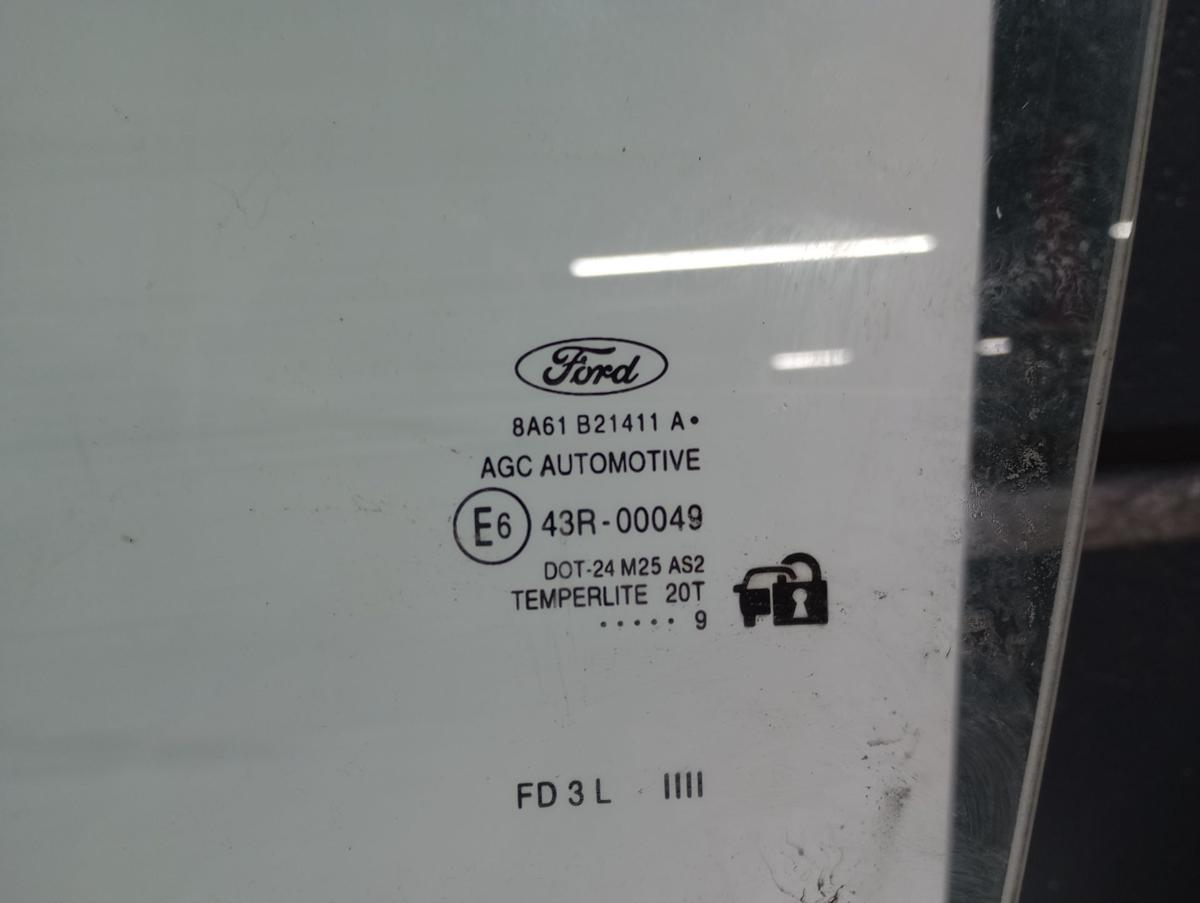 Ford
8A61 B21411 A•
AGC AUTOMOTIVE
E6 43R-00049
DOT-24 M25 AS2
TEMPERLITE 20T
..... 9
FD 3 L IIII